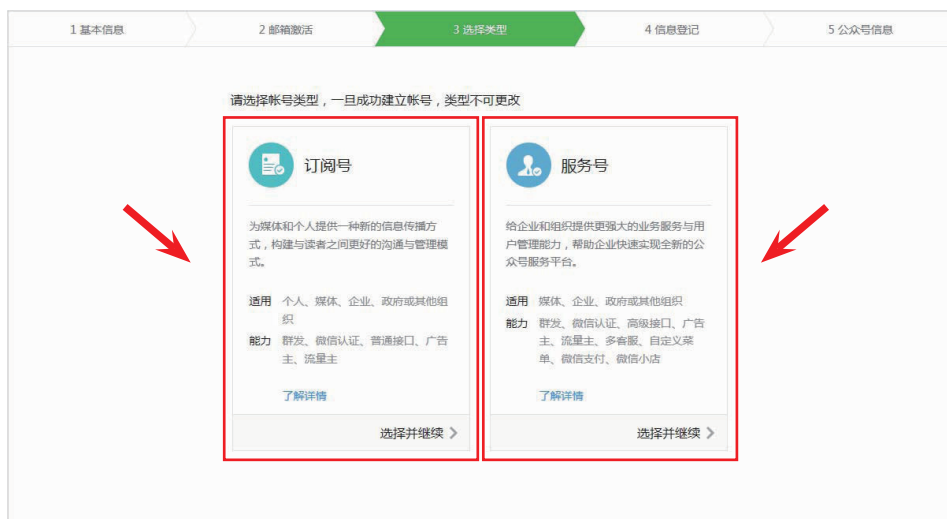 1 基本信息
2 邮箱激活
3 选择类型
4 信息登记
5 公众号信息
请选择帐号类型，一旦成功建立帐号，类型不可更改
订阅号
为媒体和个人提供一种新的信息传播方
式，构建与读者之间更好的沟通与管理模
式。
适用 个人、媒体、企业、政府或其他组
织
能力 群发、微信认证、普通接口、广告
主、流量主
了解详情
选择并继续
服务号
给企业和组织提供更强大的业务服务与用
户管理能力，帮助企业快速实现全新的公
众号服务平台。
适用 媒体、企业、政府或其他组织
能力 群发、微信认证、高级接口、广告
主、流量主、多客服、自定义菜
单、微信支付、微信小店
了解详情
选择并继续